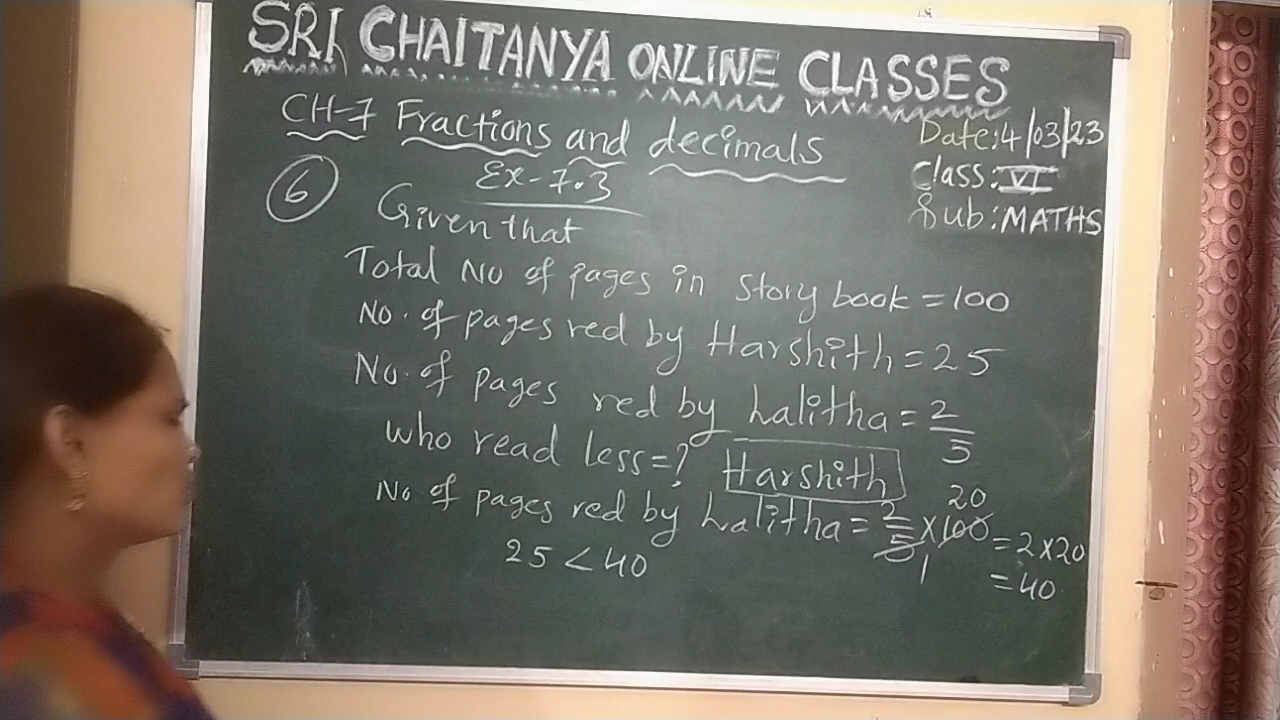 SRI CHAITANYA ONLINE CLASSES
CH-7 Fractions and decimals
Date:4/03/23
Class:VI
Sub:MATHS
Ex-7.3
6
Given that
Total No of pages in story book = 100
No. of pages red by Harshith = 25
No. of pages red by Lalitha = 2/5
who read less = ? Harshith
No of pages red by Lalitha = 2/5 × 100 = 2×20
20
1
25 < 40
= 40